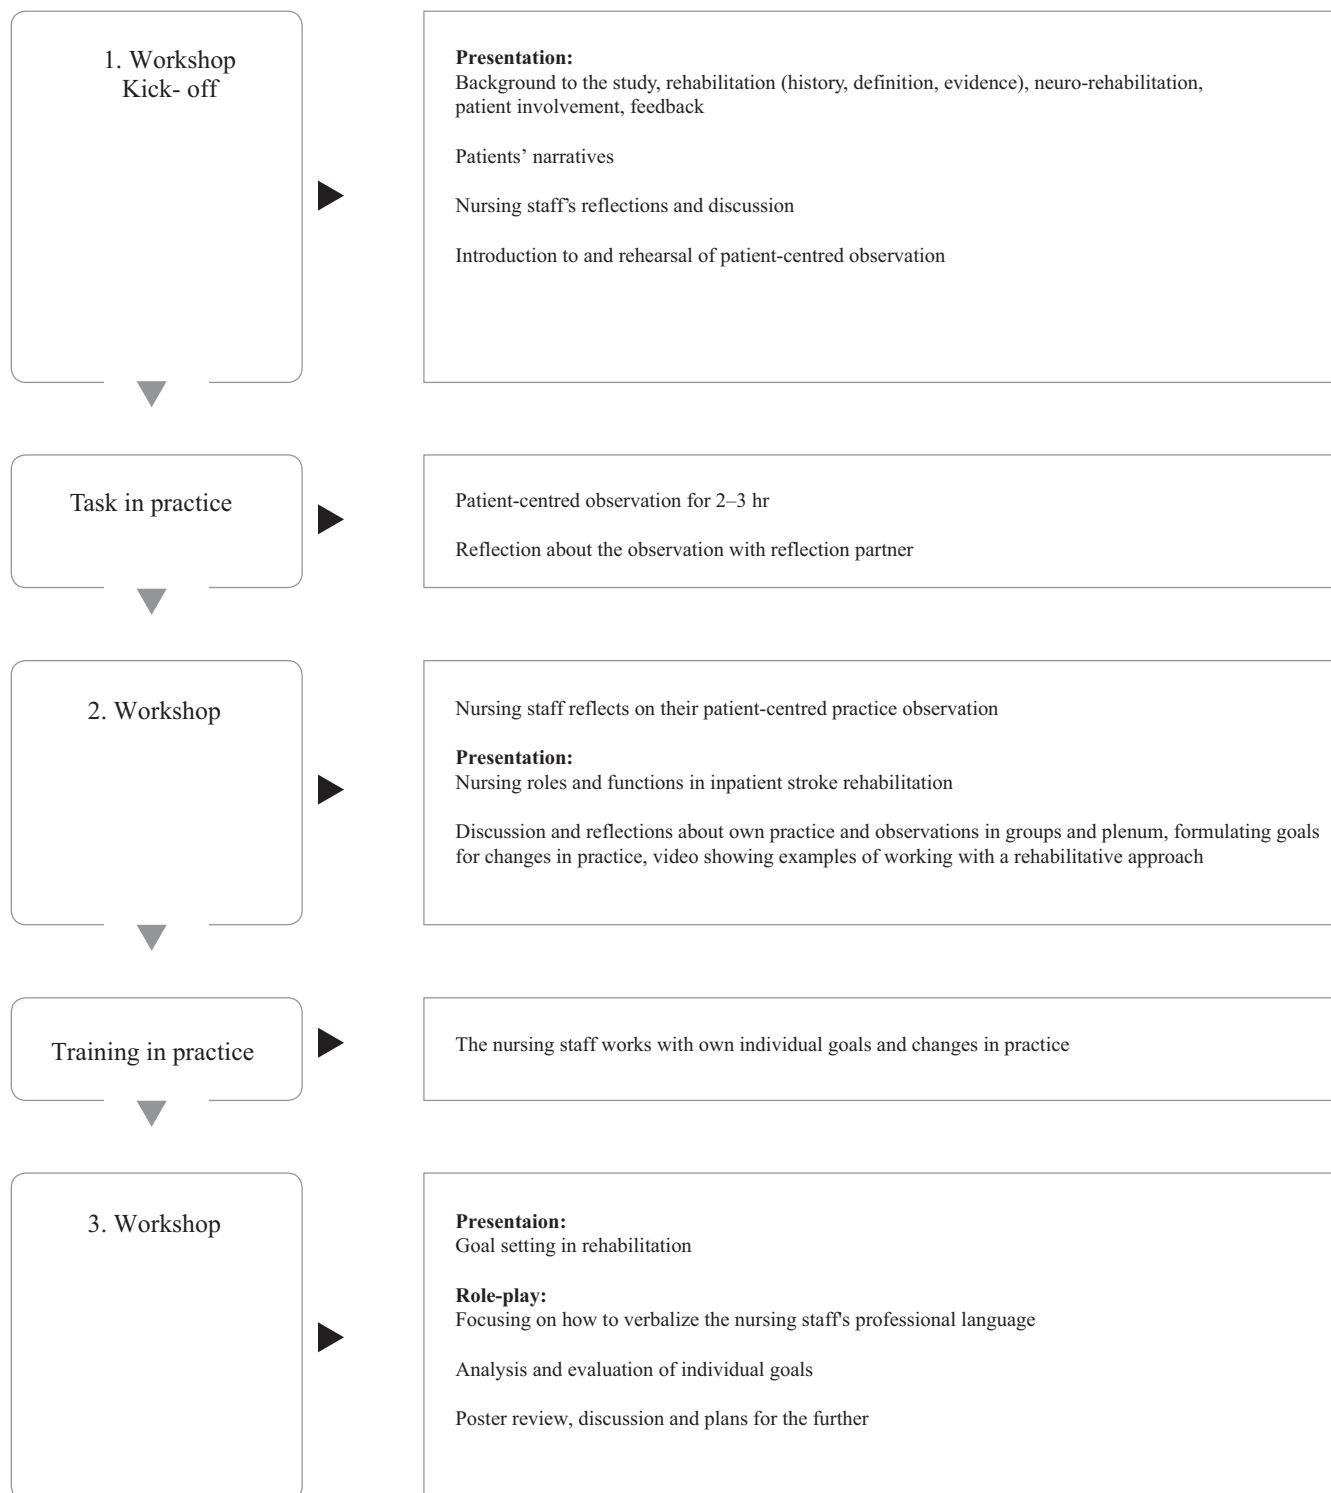 1. Workshop
Kick- off
Presentation:
Background to the study, rehabilitation (history, definition, evidence), neuro-rehabilitation,
patient involvement, feedback
Patients’ narratives
Nursing staff’s reflections and discussion
Introduction to and rehearsal of patient-centred observation
Task in practice
Patient-centred observation for 2–3 hr
Reflection about the observation with reflection partner
2. Workshop
Nursing staff reflects on their patient-centred practice observation
Presentation:
Nursing roles and functions in inpatient stroke rehabilitation
Discussion and reflections about own practice and observations in groups and plenum, formulating goals
for changes in practice, video showing examples of working with a rehabilitative approach
Training in practice
The nursing staff works with own individual goals and changes in practice
3. Workshop
Presentaion:
Goal setting in rehabilitation
Role-play:
Focusing on how to verbalize the nursing staff's professional language
Analysis and evaluation of individual goals
Poster review, discussion and plans for the further